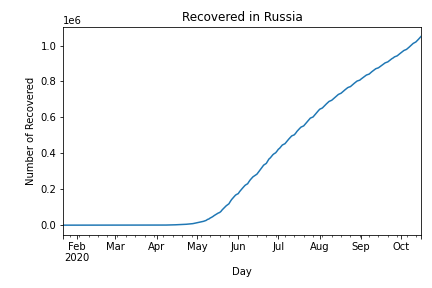 Recovered in Russia
1e6
Number of Recovered
1.0
0.8
0.6
0.4
0.2
0.0
Feb Mar Apr May Jun Jul Aug Sep Oct
2020
Day